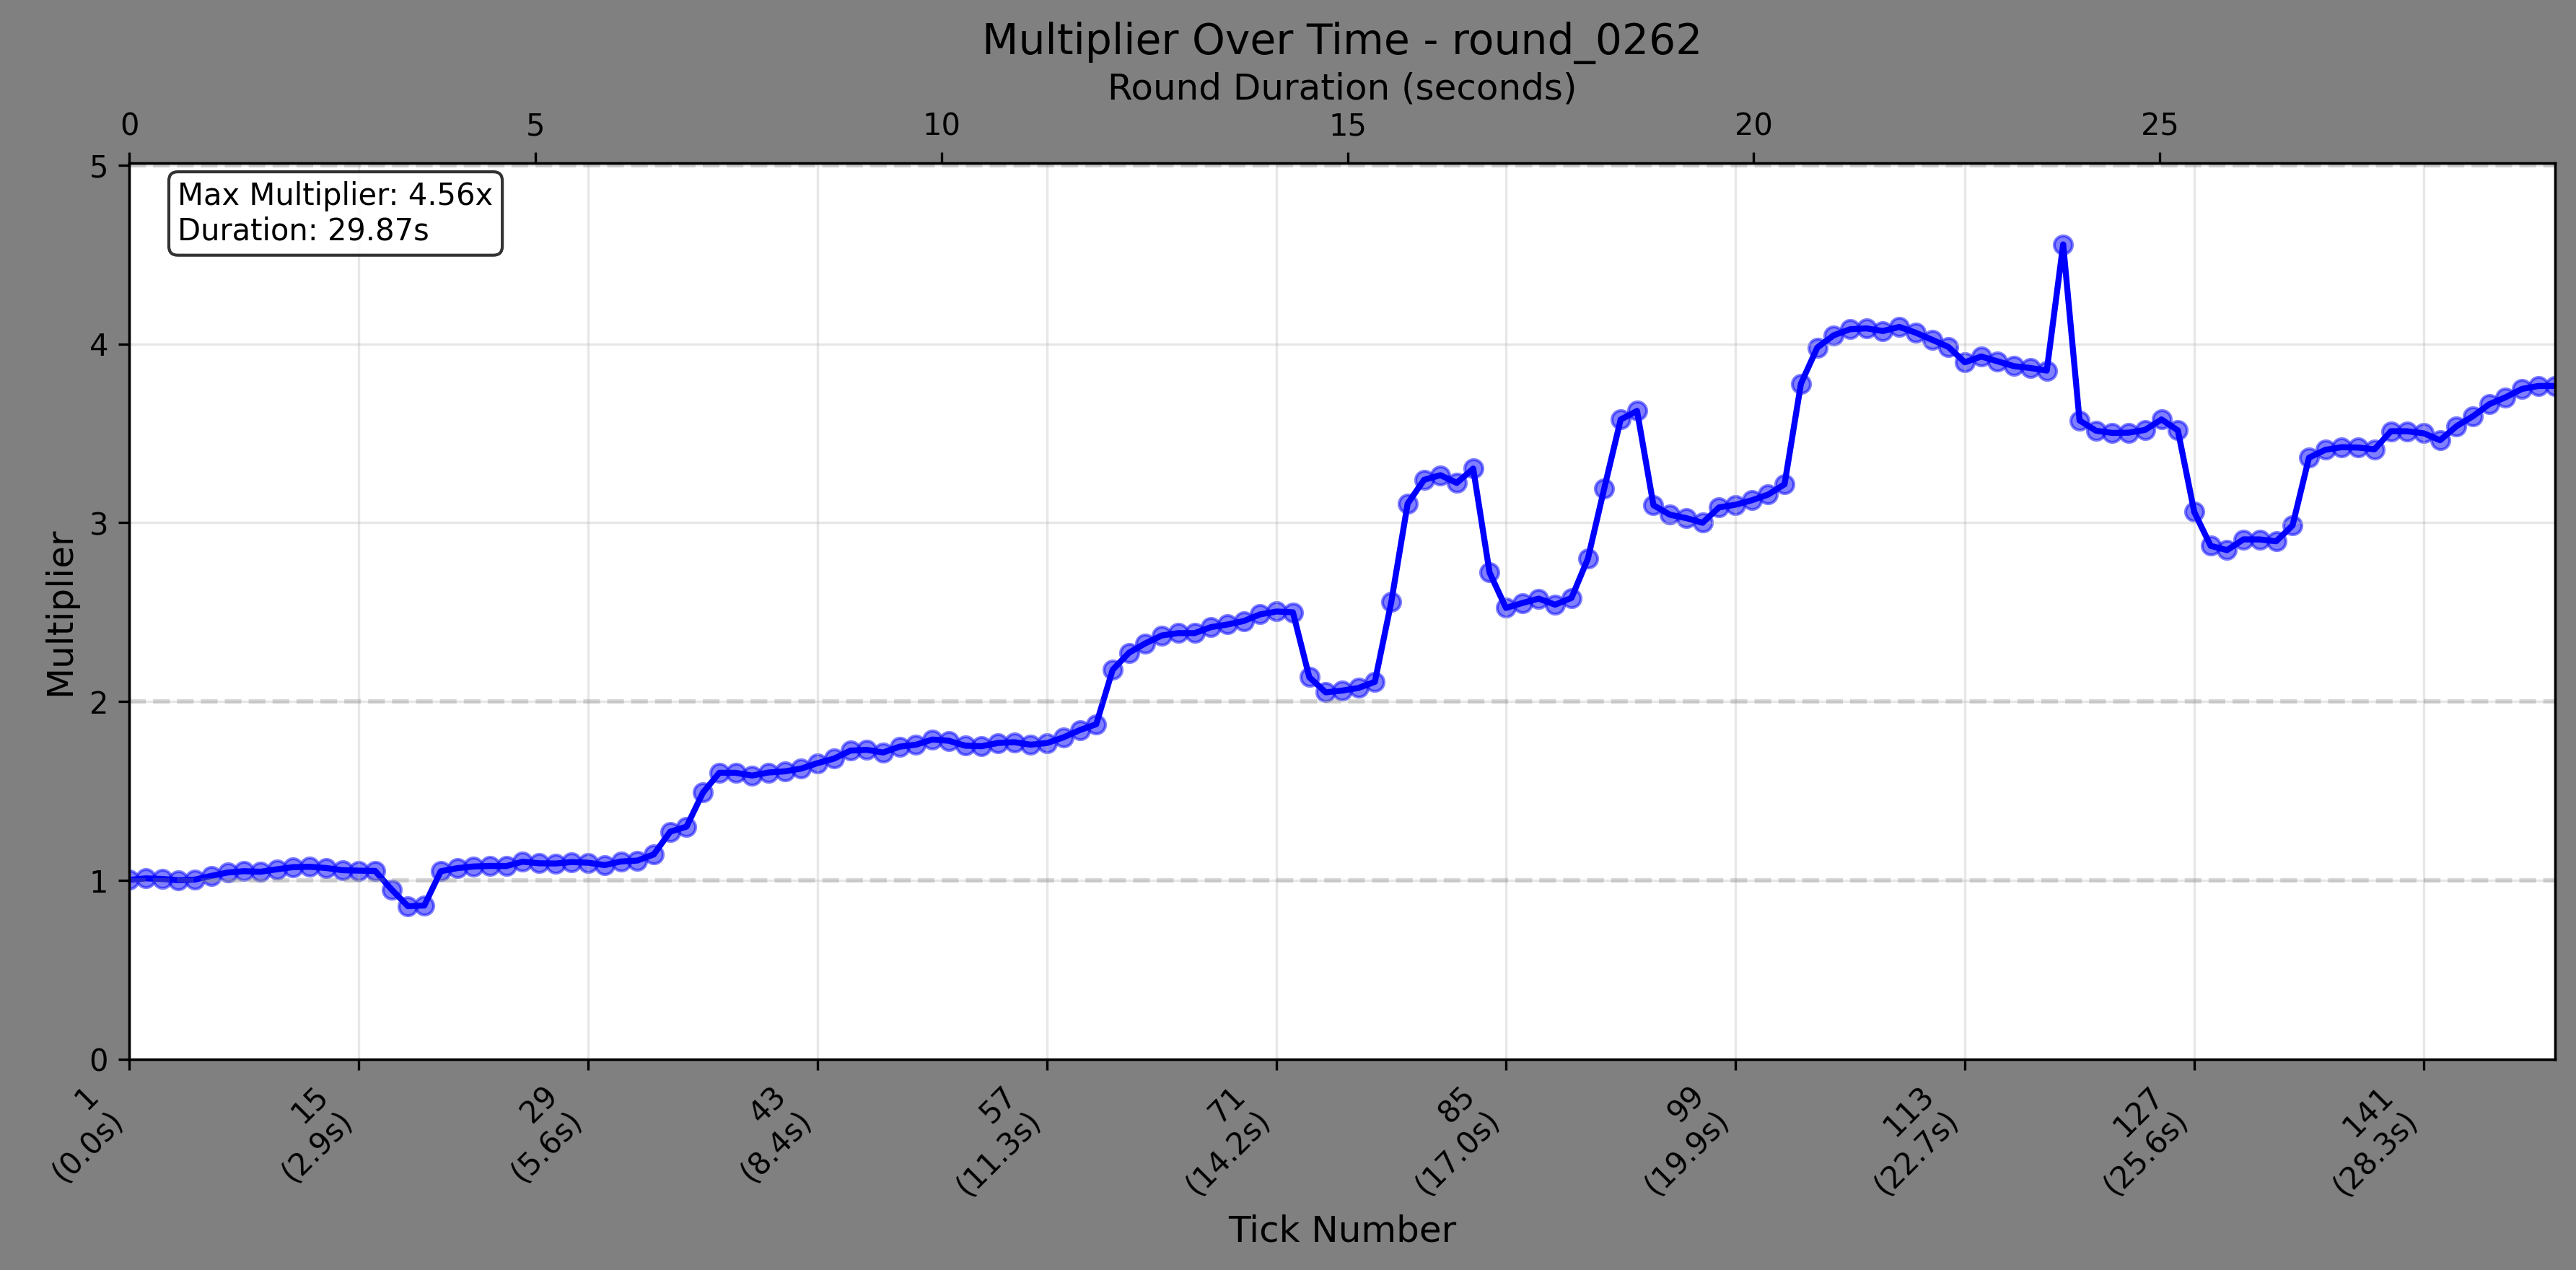 Multiplier Over Time - round_0262
Round Duration (seconds)
0 5 10 15 20 25
Max Multiplier: 4.56x
Duration: 29.87s
5
4
3
2
1
0
Multiplier
1 (0.0s)
15 (2.9s)
29 (5.6s)
43 (8.4s)
57 (11.3s)
71 (14.2s)
85 (17.0s)
99 (19.9s)
113 (22.7s)
127 (25.6s)
141 (28.3s)
Tick Number